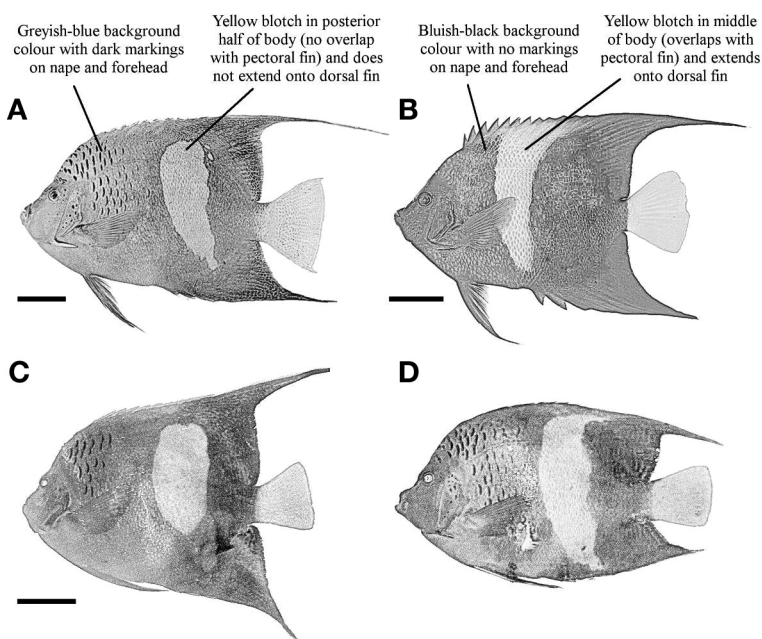 Greyish-blue background
colour with dark markings
on nape and forehead
Yellow blotch in posterior
half of body (no overlap
with pectoral fin) and does
not extend onto dorsal fin
Bluish-black background
colour with no markings
on nape and forehead
Yellow blotch in middle
of body (overlaps with
pectoral fin) and extends
onto dorsal fin
A
B
C
D